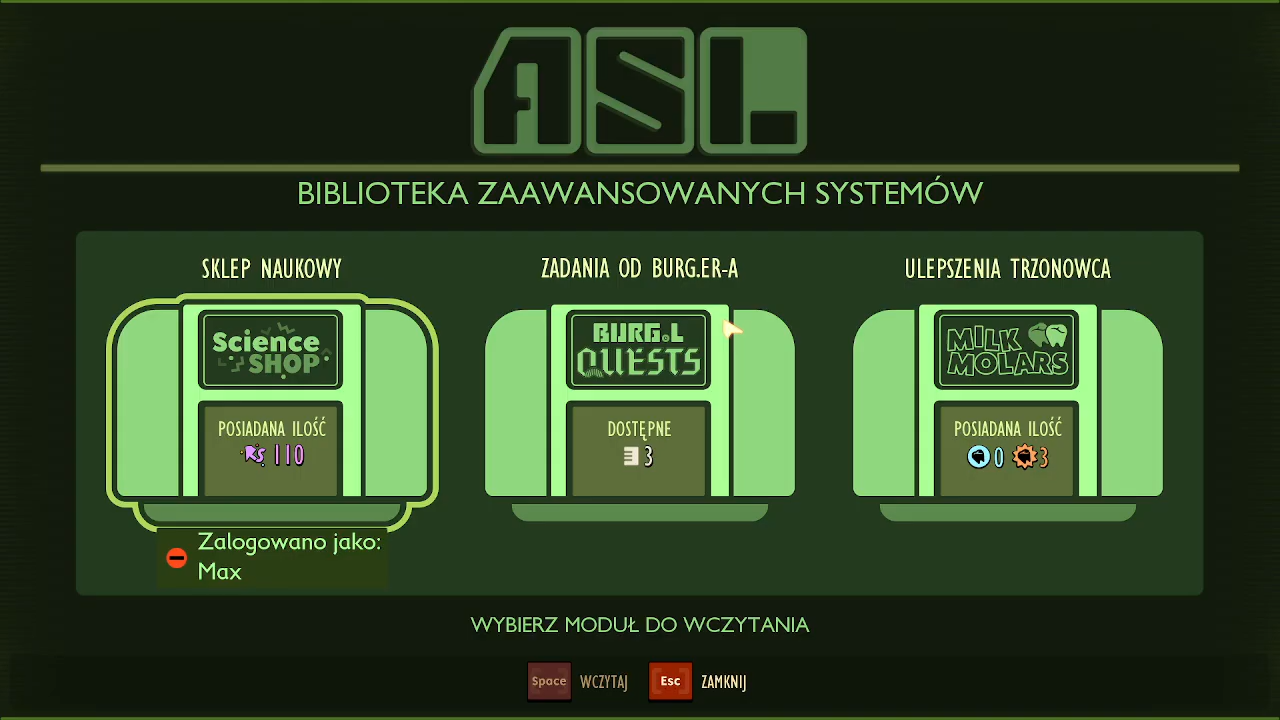 ASL
BIBLIOTEKA ZAAWANSOWANYCH SYSTEMÓW
SKLEP NAUKOWY
Science
SHOP
POSIADANA ILOŚĆ
RS 110
Zalogowano jako:
Max
ZADANIA OD BURG.ER-A
BURG.L
QUESTS
DOSTĘPNE
3
ULEPSZENIA TRZONOWCA
MILK
MOLARS
POSIADANA ILOŚĆ
0 3
WYBIERZ MODUŁ DO WCZYTANIA
Space WCZYTAJ Esc ZAMKNIJ